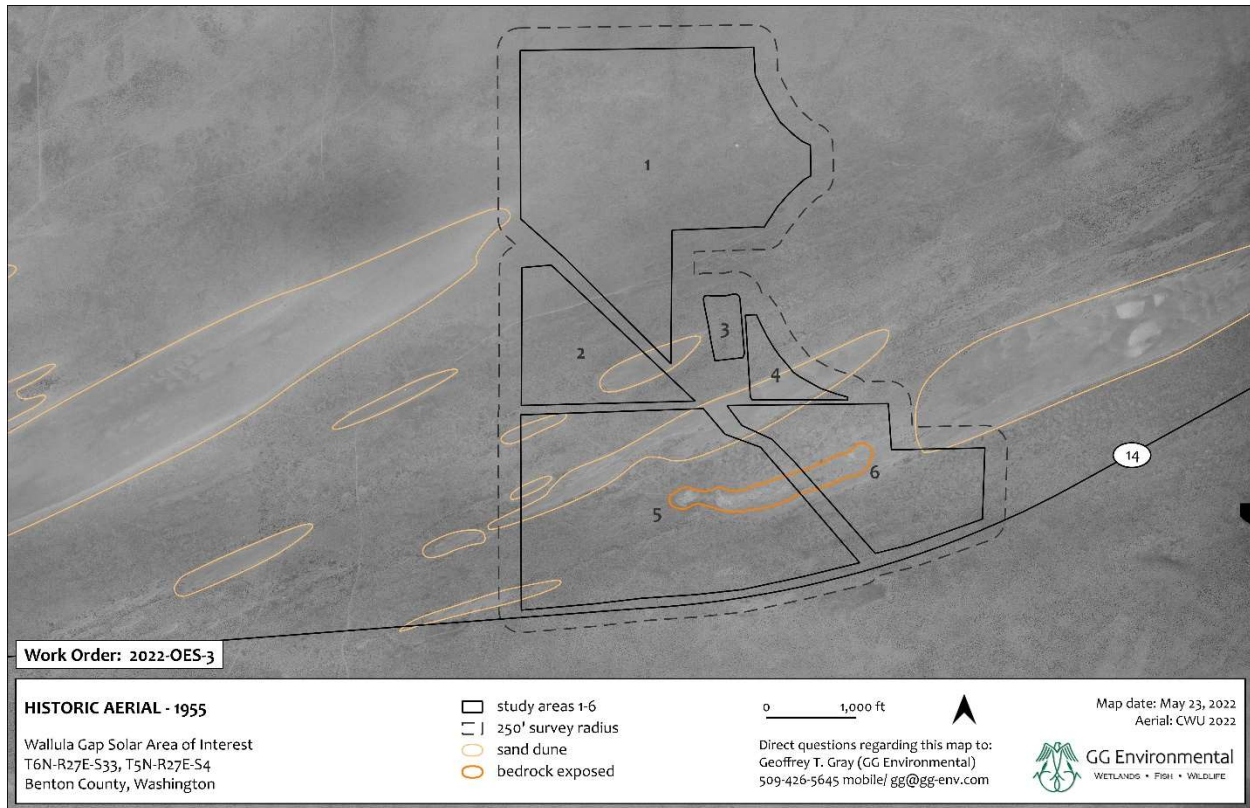 1
2
3
4
5
6
14
Work Order: 2022-OES-3
HISTORIC AERIAL - 1955
Wallula Gap Solar Area of Interest
T6N-R27E-S33, T5N-R27E-S4
Benton County, Washington
study areas 1-6
250' survey radius
sand dune
bedrock exposed
0 1,000 ft
Direct questions regarding this map to:
Geoffrey T. Gray (GG Environmental)
509-426-5645 mobile/ gg@gg-env.com
Map date: May 23, 2022
Aerial: CWU 2022
GG Environmental
WETLANDS • FISH • WILDLIFE